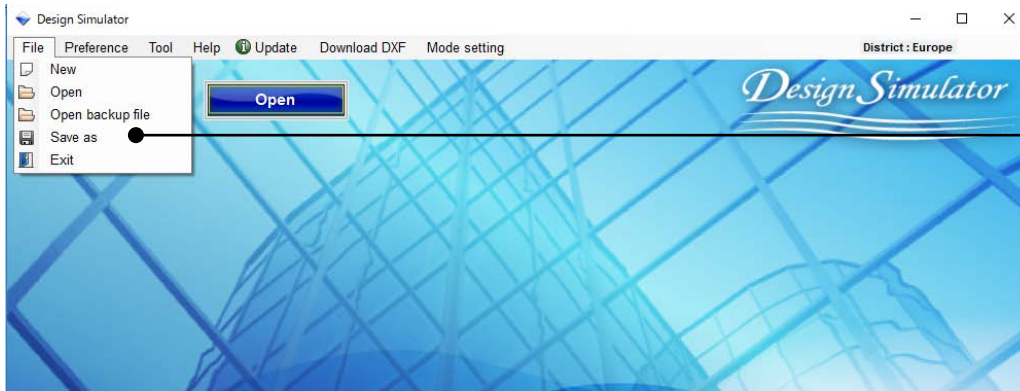 Design Simulator
File Preference Tool Help Update Download DXF Mode setting District : Europe
New
Open
Open backup file
Save as
Exit
Open
Design Simulator